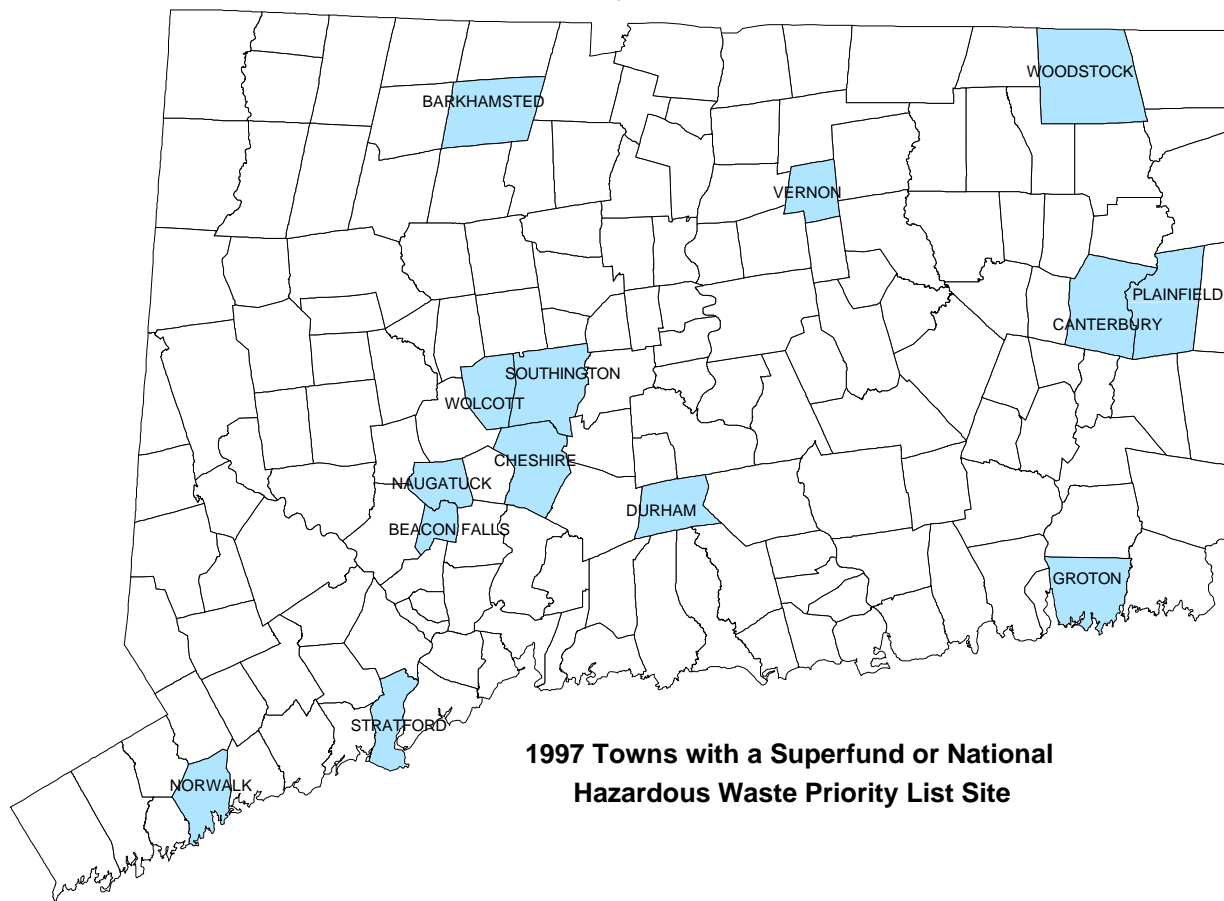 WOODSTOCK
BARKHAMSTED
VERNON
PLAINFIELD
CANTERBURY
SOUTHINGTON
WOLCOTT
CHESHIRE
NAUGATUCK
DURHAM
BEACON FALLS
GROTON
STRATFORD
NORWALK
1997 Towns with a Superfund or National
Hazardous Waste Priority List Site